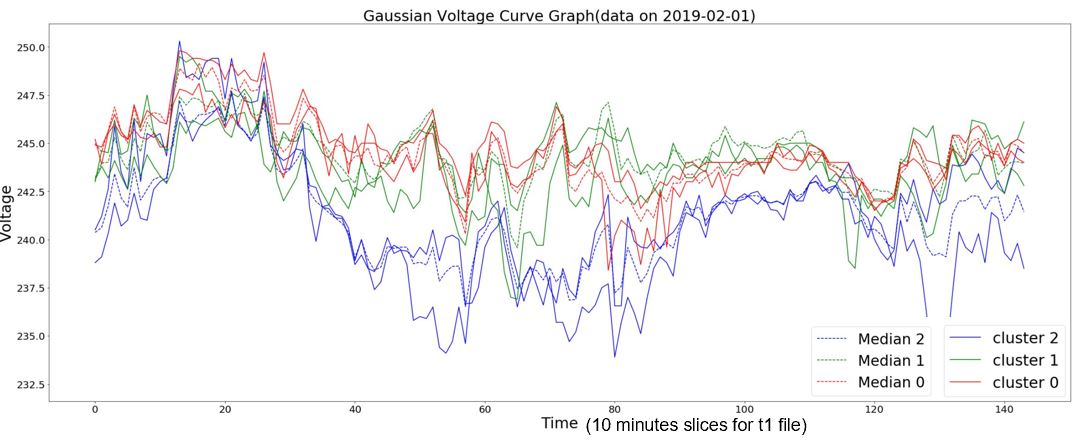 Gaussian Voltage Curve Graph(data on 2019-02-01)
250.0
247.5
245.0
242.5
240.0
237.5
235.0
232.5
Voltage
0 20 40 60 80 100 120 140
Time (10 minutes slices for t1 file)
Median 2
Median 1
Median 0
cluster 2
cluster 1
cluster 0